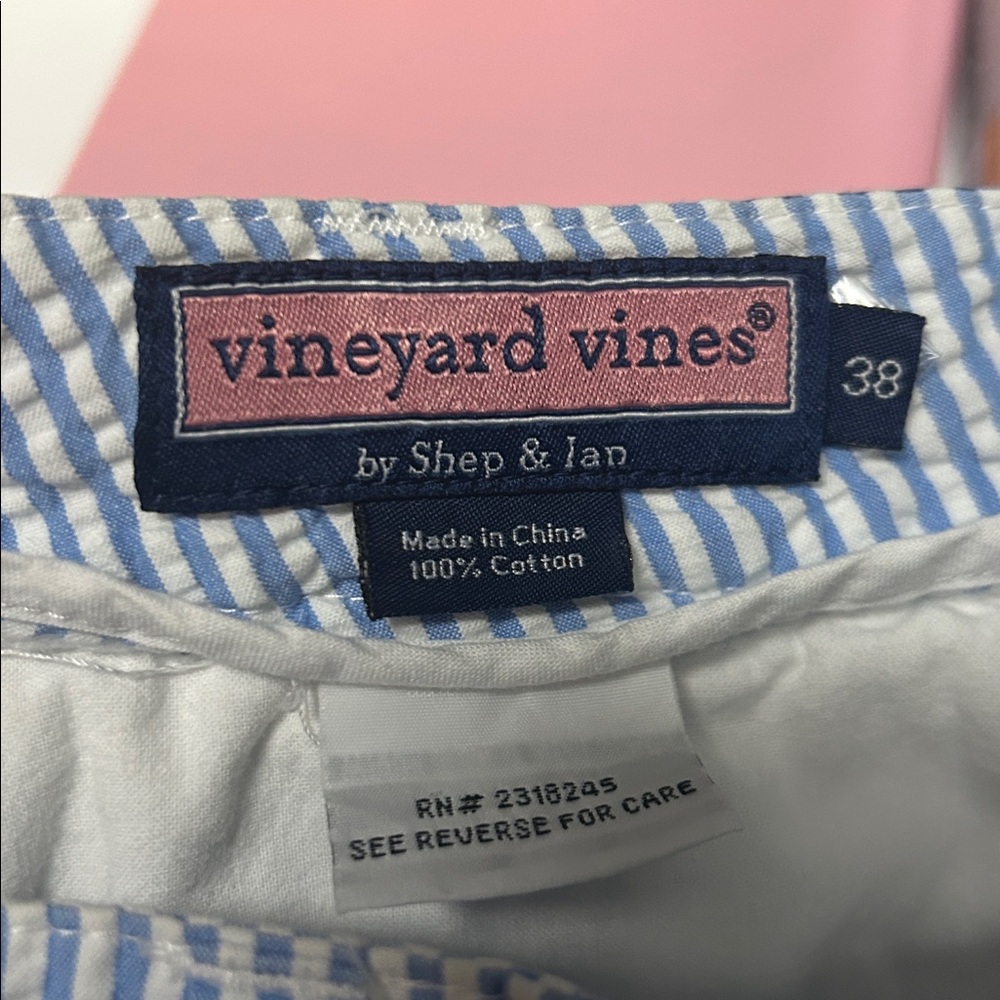 vineyard vines®
38
by Shep & Ian
Made in China
100% Cotton
RN# 2318245
SEE REVERSE FOR CARE